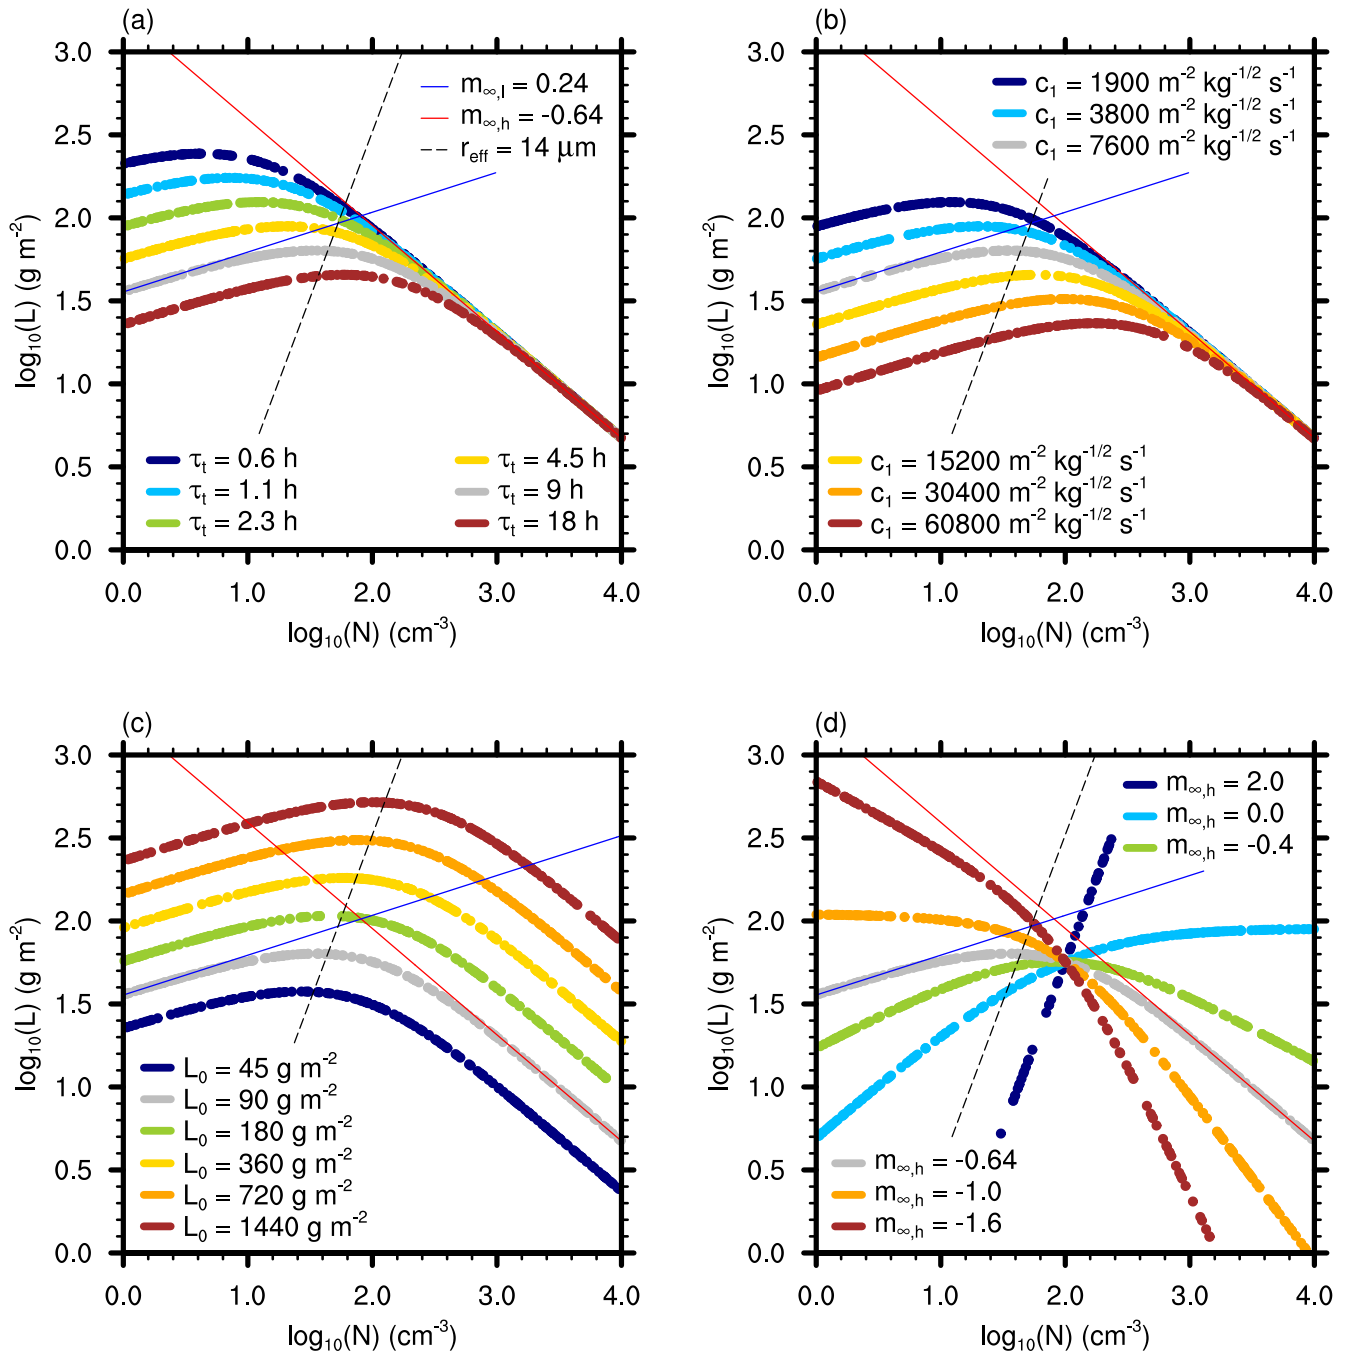 (a)
3.0
2.5
2.0
1.5
1.0
0.5
0.0
log₁₀(L) (g m⁻²)
m∞,l = 0.24
m∞,h = -0.64
r_eff = 14 μm
τₜ = 0.6 h
τₜ = 1.1 h
τₜ = 2.3 h
τₜ = 4.5 h
τₜ = 9 h
τₜ = 18 h
0.0 1.0 2.0 3.0 4.0
log₁₀(N) (cm⁻³)
(b)
3.0
2.5
2.0
1.5
1.0
0.5
0.0
log₁₀(L) (g m⁻²)
c₁ = 1900 m⁻² kg⁻¹/² s⁻¹
c₁ = 3800 m⁻² kg⁻¹/² s⁻¹
c₁ = 7600 m⁻² kg⁻¹/² s⁻¹
c₁ = 15200 m⁻² kg⁻¹/² s⁻¹
c₁ = 30400 m⁻² kg⁻¹/² s⁻¹
c₁ = 60800 m⁻² kg⁻¹/² s⁻¹
0.0 1.0 2.0 3.0 4.0
log₁₀(N) (cm⁻³)
(c)
3.0
2.5
2.0
1.5
1.0
0.5
0.0
log₁₀(L) (g m⁻²)
L₀ = 45 g m⁻²
L₀ = 90 g m⁻²
L₀ = 180 g m⁻²
L₀ = 360 g m⁻²
L₀ = 720 g m⁻²
L₀ = 1440 g m⁻²
0.0 1.0 2.0 3.0 4.0
log₁₀(N) (cm⁻³)
(d)
3.0
2.5
2.0
1.5
1.0
0.5
0.0
log₁₀(L) (g m⁻²)
m∞,h = 2.0
m∞,h = 0.0
m∞,h = -0.4
m∞,h = -0.64
m∞,h = -1.0
m∞,h = -1.6
0.0 1.0 2.0 3.0 4.0
log₁₀(N) (cm⁻³)